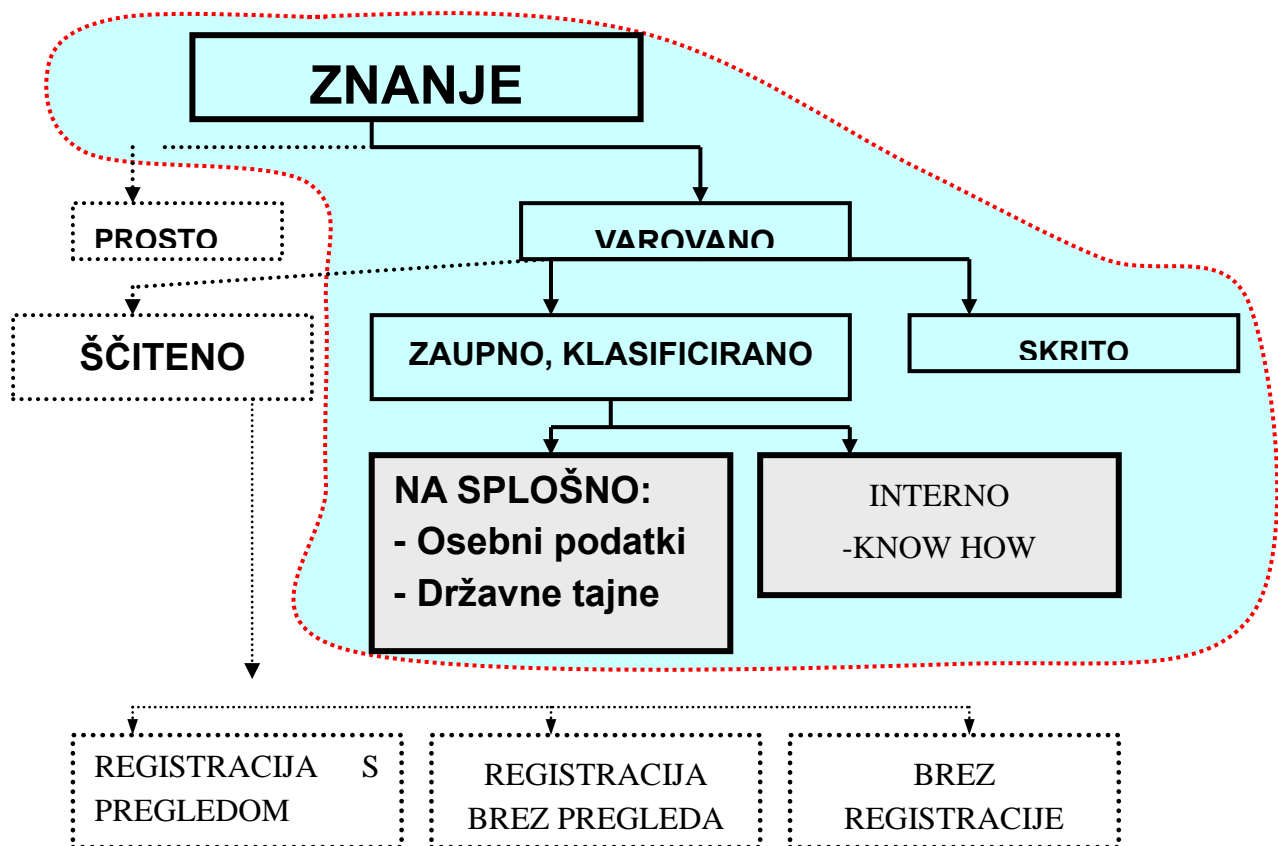 ZNANJE
PROSTO
VAROVANO
ŠČITENO
ZAUPNO, KLASIFICIRANO
SKRITO
NA SPLOŠNO:
- Osebni podatki
- Državne tajne
INTERNO
-KNOW HOW
REGISTRACIJA S
PREGLEDOM
REGISTRACIJA
BREZ PREGLEDA
BREZ
REGISTRACIJE